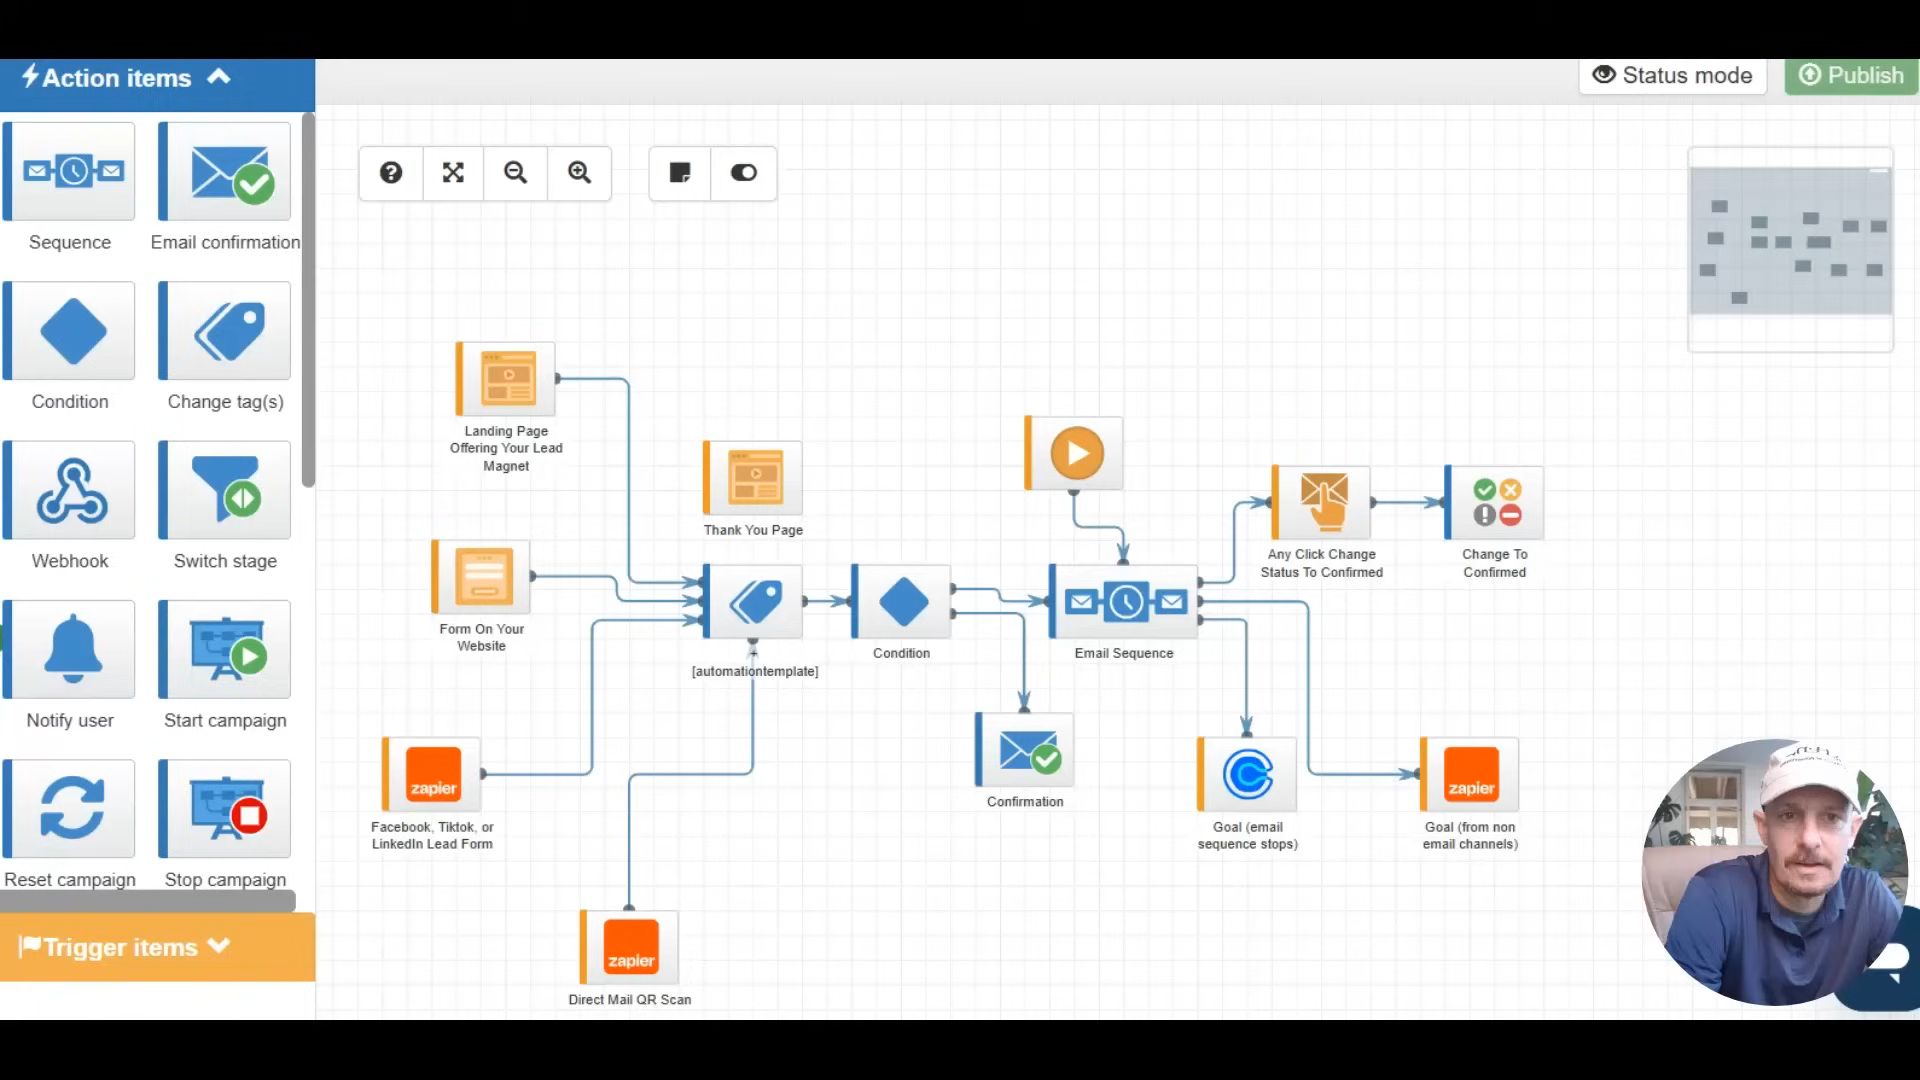 Action items
Status mode
Publish
Sequence
Email confirmation
Condition
Change tag(s)
Webhook
Switch stage
Notify user
Start campaign
Reset campaign
Stop campaign
Trigger items
Landing Page
Offering Your Lead
Magnet
Thank You Page
Form On Your
Website
+
[automationtemplate]
Condition
Email Sequence
Any Click Change
Status To Confirmed
Change To
Confirmed
zapier
Facebook, Tiktok, or
LinkedIn Lead Form
Confirmation
Goal (email
sequence stops)
zapier
Goal (from non
email channels)
zapier
Direct Mail QR Scan